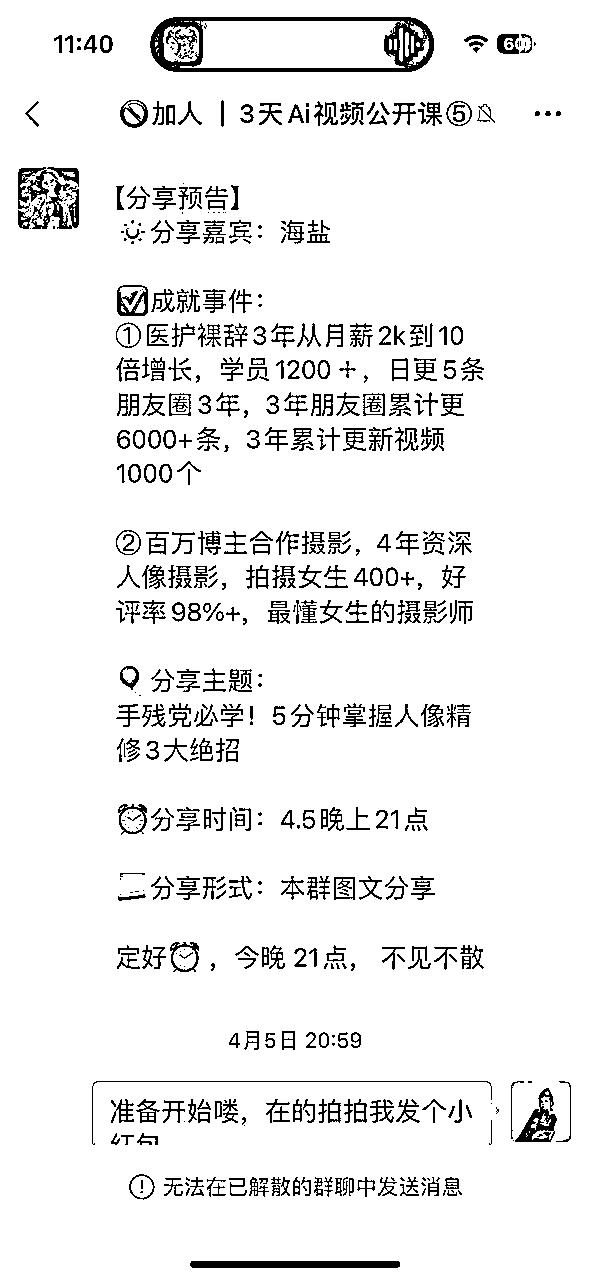 11:40
60
🚫加人 | 3天Ai视频公开课⑤
【分享预告】
☀分享嘉宾：海盐
✅成就事件：
①医护裸辞3年从月薪2k到10
倍增长，学员1200＋，日更5条
朋友圈3年，3年朋友圈累计更
6000+条，3年累计更新视频
1000个
②百万博主合作摄影，4年资深
人像摄影，拍摄女生400+，好
评率98%+，最懂女生的摄影师
🎈 分享主题：
手残党必学！5分钟掌握人像精
修3大绝招
⏰分享时间：4.5晚上21点
分享形式：本群图文分享
定好⏰，今晚 21点， 不见不散
4月5日 20:59
准备开始喽，在的拍拍我发个小
红包
无法在已解散的群聊中发送消息